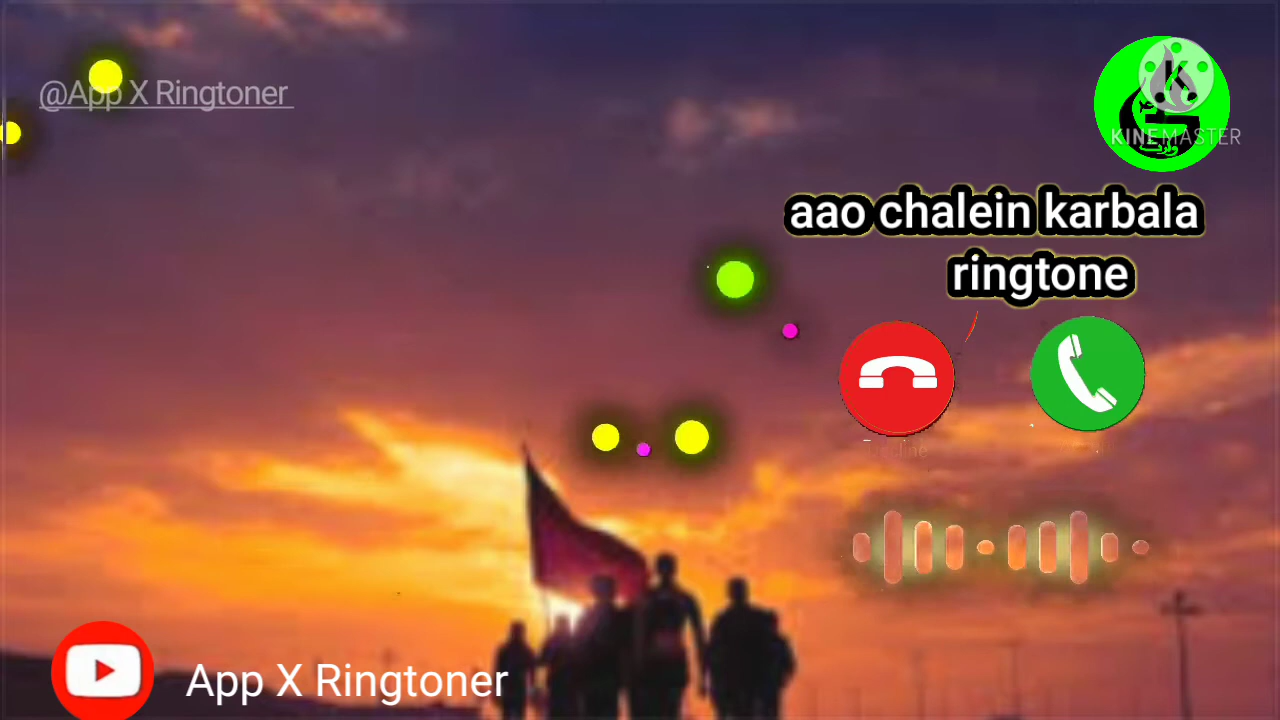 @App X Ringtoner
KINEMASTER
aao chalein karbala
ringtone
App X Ringtoner